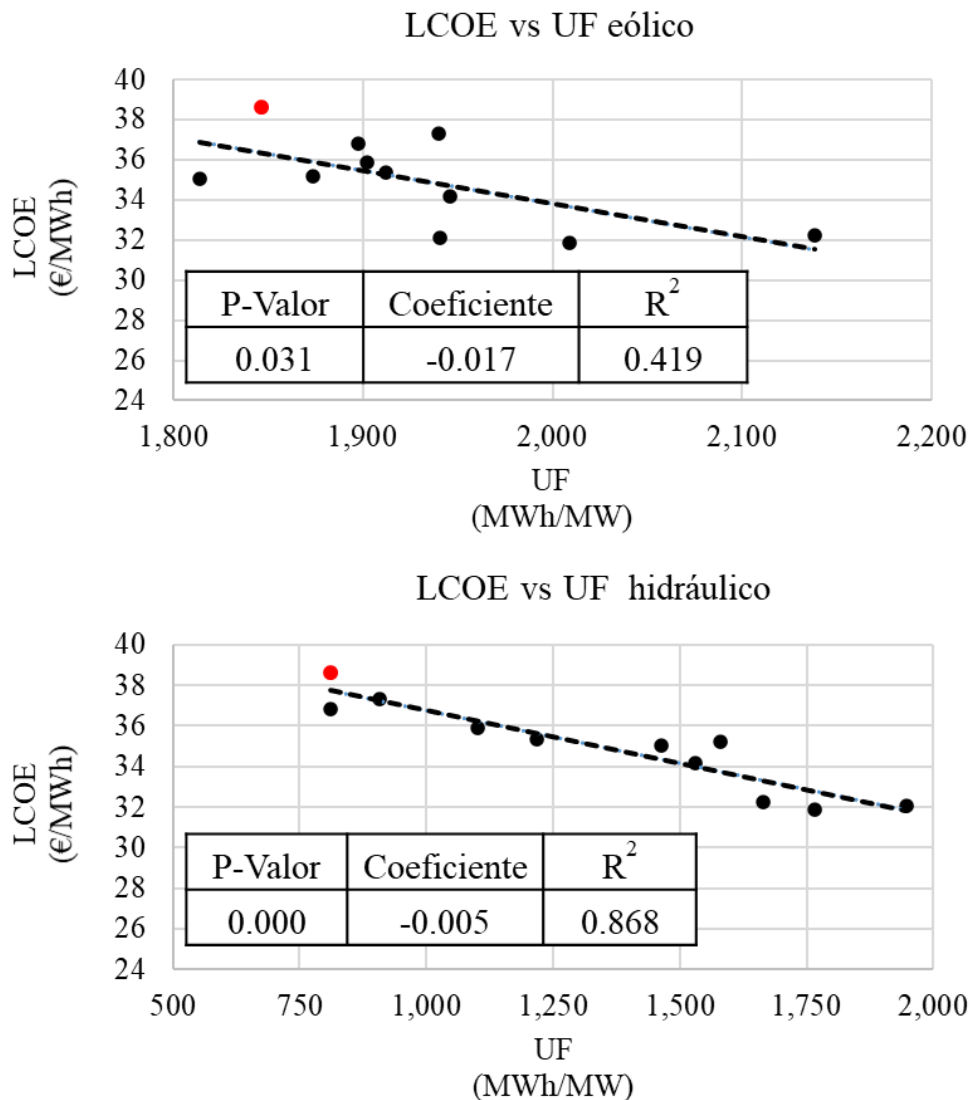 LCOE vs UF eólico
LCOE
(€/MWh)
40
38
36
34
32
30
28
26
24
P-Valor Coeficiente R²
0.031 -0.017 0.419
1,800 1,900 2,000 2,100 2,200
UF
(MWh/MW)
LCOE vs UF hidráulico
LCOE
(€/MWh)
40
38
36
34
32
30
28
26
24
P-Valor Coeficiente R²
0.000 -0.005 0.868
500 750 1,000 1,250 1,500 1,750 2,000
UF
(MWh/MW)